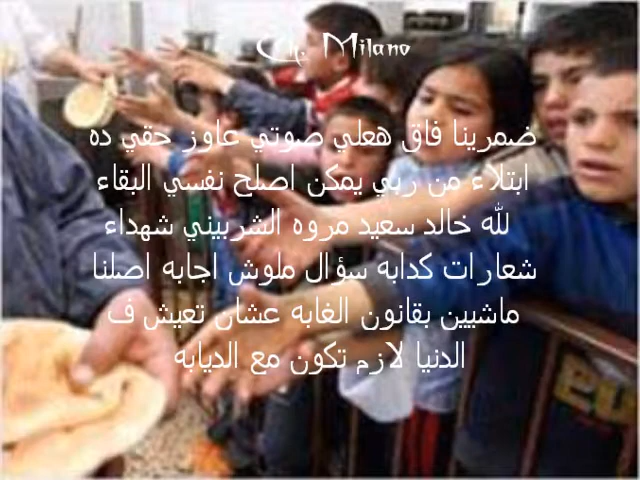 Milano
ضمرينا فاق هعلي صوتي عاوز حقي ده
ابتلاء من ربي يمكن اصلح نفسي البقاء
لله خالد سعيد مروه الشربيني شهداء
شعارات كدابه سؤال ملوش اجابه اصلنا
ماشيين بقانون الغابه عشان تعيش ف
الدنيا لازم تكون مع الديابه